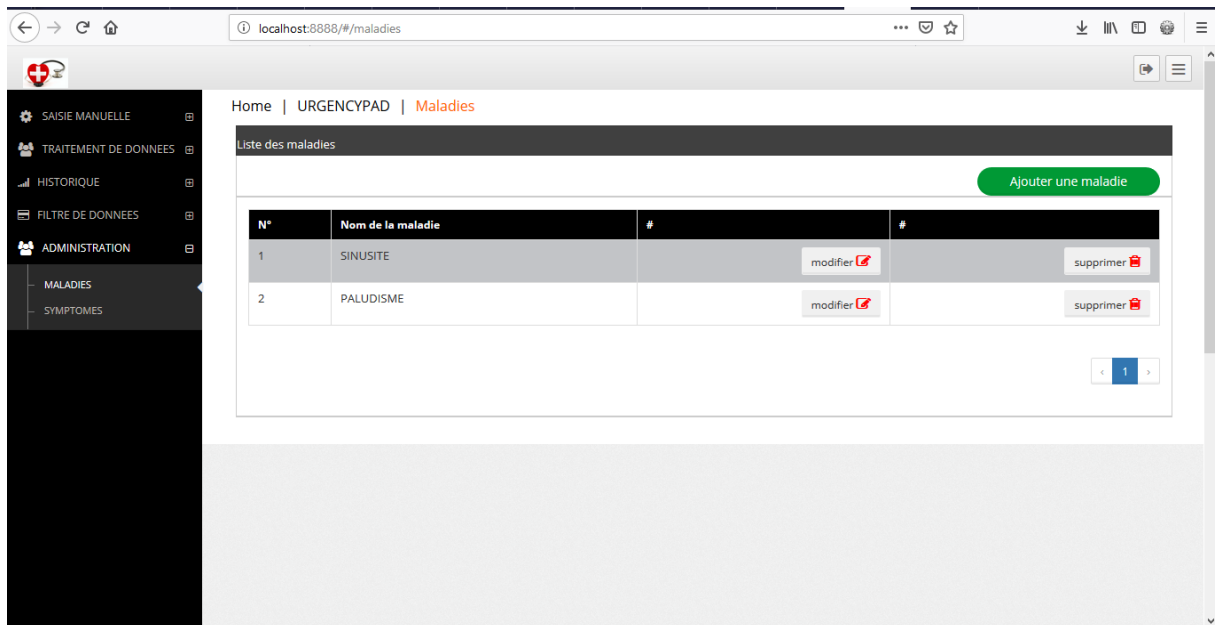 localhost:8888/#/maladies
Home | URGENCYPAD | Maladies
SAISIE MANUELLE
TRAITEMENT DE DONNEES
HISTORIQUE
FILTRE DE DONNEES
ADMINISTRATION
MALADIES
SYMPTOMES
Liste des maladies
Ajouter une maladie
N° Nom de la maladie # #
1 SINUSITE modifier supprimer
2 PALUDISME modifier supprimer
‹ 1 ›